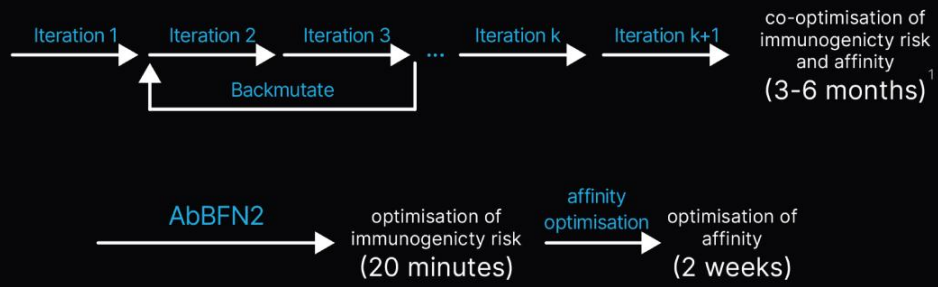 Iteration 1 Iteration 2 Iteration 3 ... Iteration k Iteration k+1
Backmutate
co-optimisation of
immunogenicty risk
and affinity
(3-6 months)1
AbBFN2
optimisation of
immunogenicty risk
(20 minutes)
affinity
optimisation
optimisation of
affinity
(2 weeks)